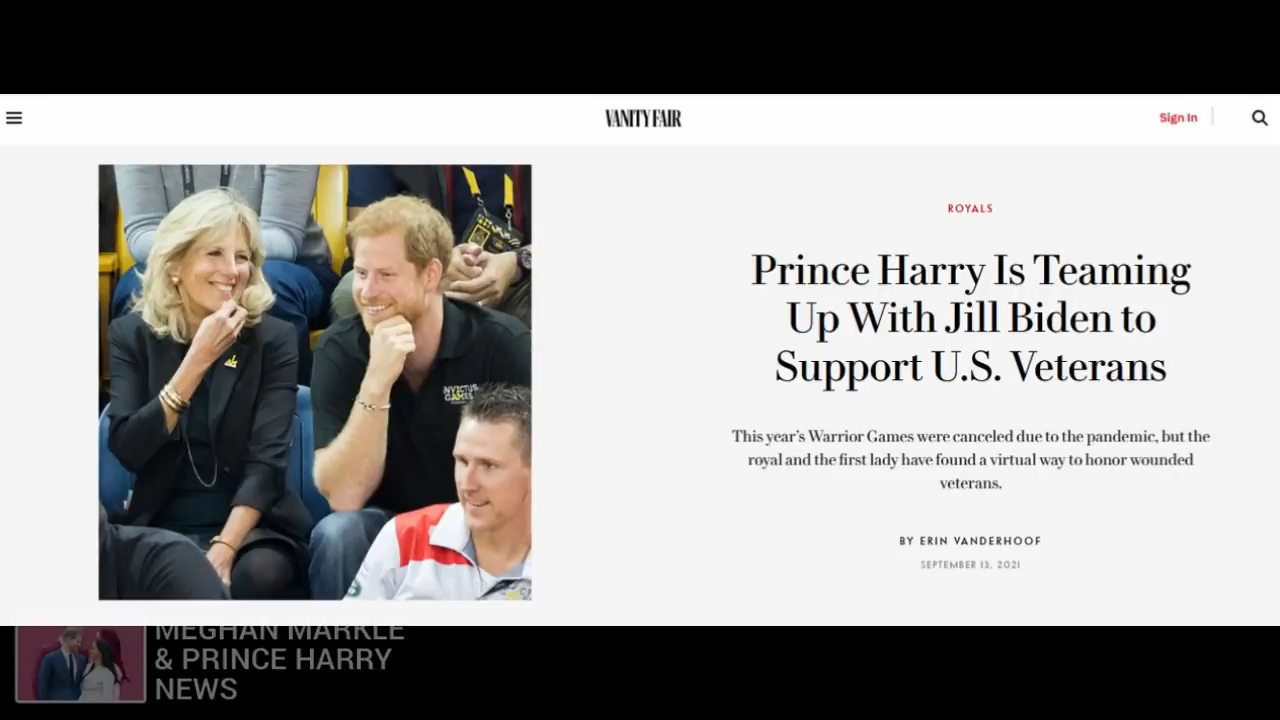 VANITY FAIR
Sign In
ROYALS
Prince Harry Is Teaming
Up With Jill Biden to
Support U.S. Veterans
This year's Warrior Games were canceled due to the pandemic, but the
royal and the first lady have found a virtual way to honor wounded
veterans.
BY ERIN VANDERHOOF
SEPTEMBER 13, 2021
INVICTUS
GAMES
MEGHAN MARKLE
& PRINCE HARRY
NEWS